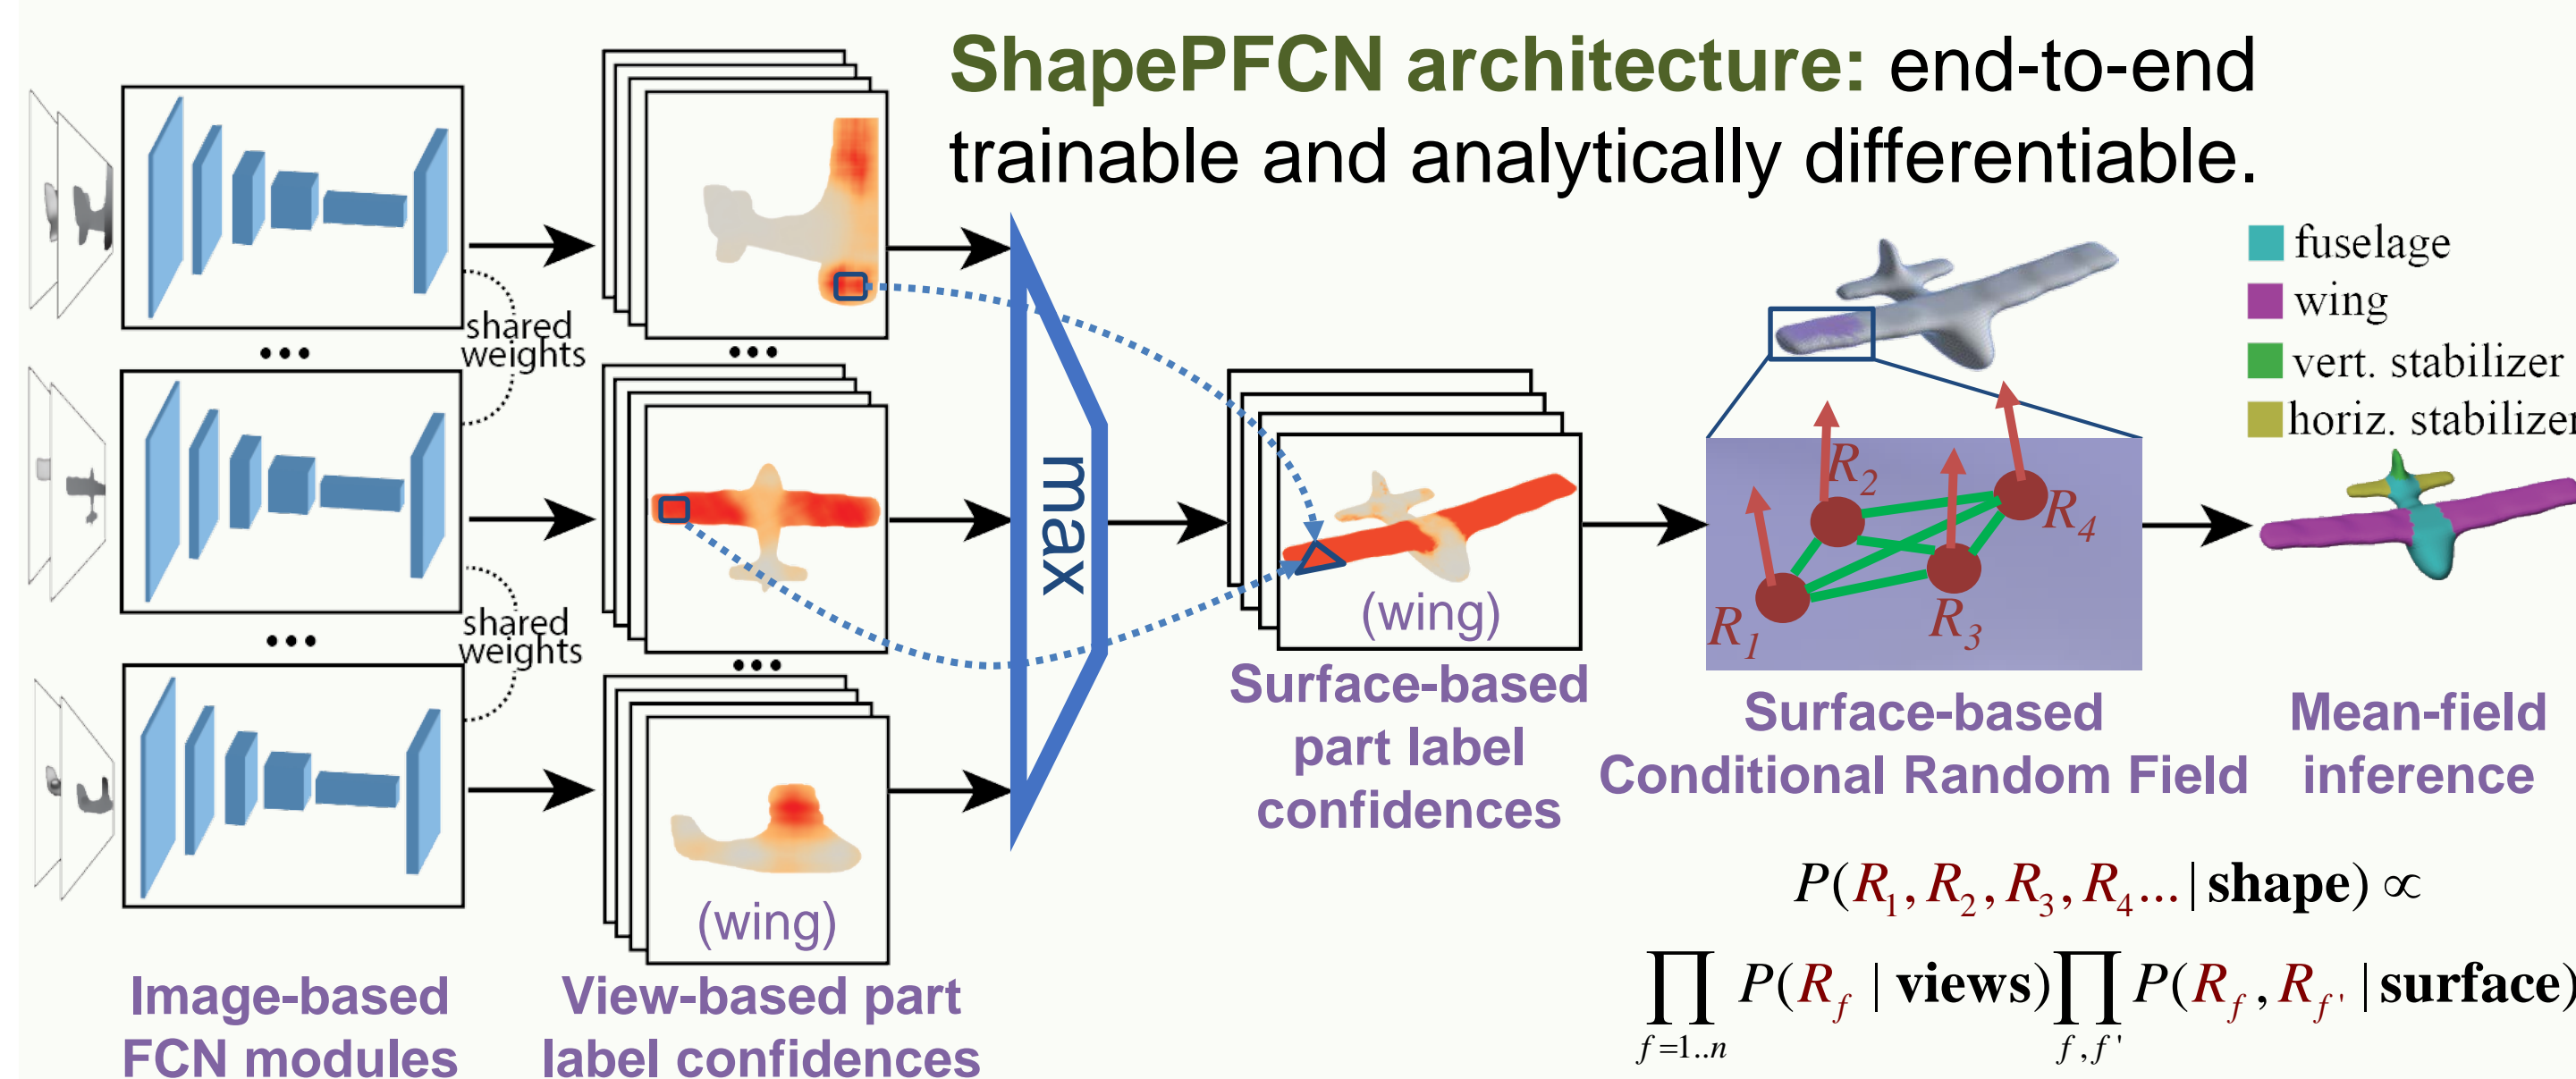 ShapePFCN architecture: end-to-end
trainable and analytically differentiable.
shared
weights
shared
weights
max
(wing)
(wing)
R1
R2
R3
R4
fuselage
wing
vert. stabilizer
horiz. stabilizer
Image-based
FCN modules
View-based part
label confidences
Surface-based
part label
confidences
Surface-based
Conditional Random Field
Mean-field
inference
P(R1, R2, R3, R4... | shape) ∝
∏ P(Rf | views) ∏ P(Rf, Rf' | surface)
f=1..n f,f'